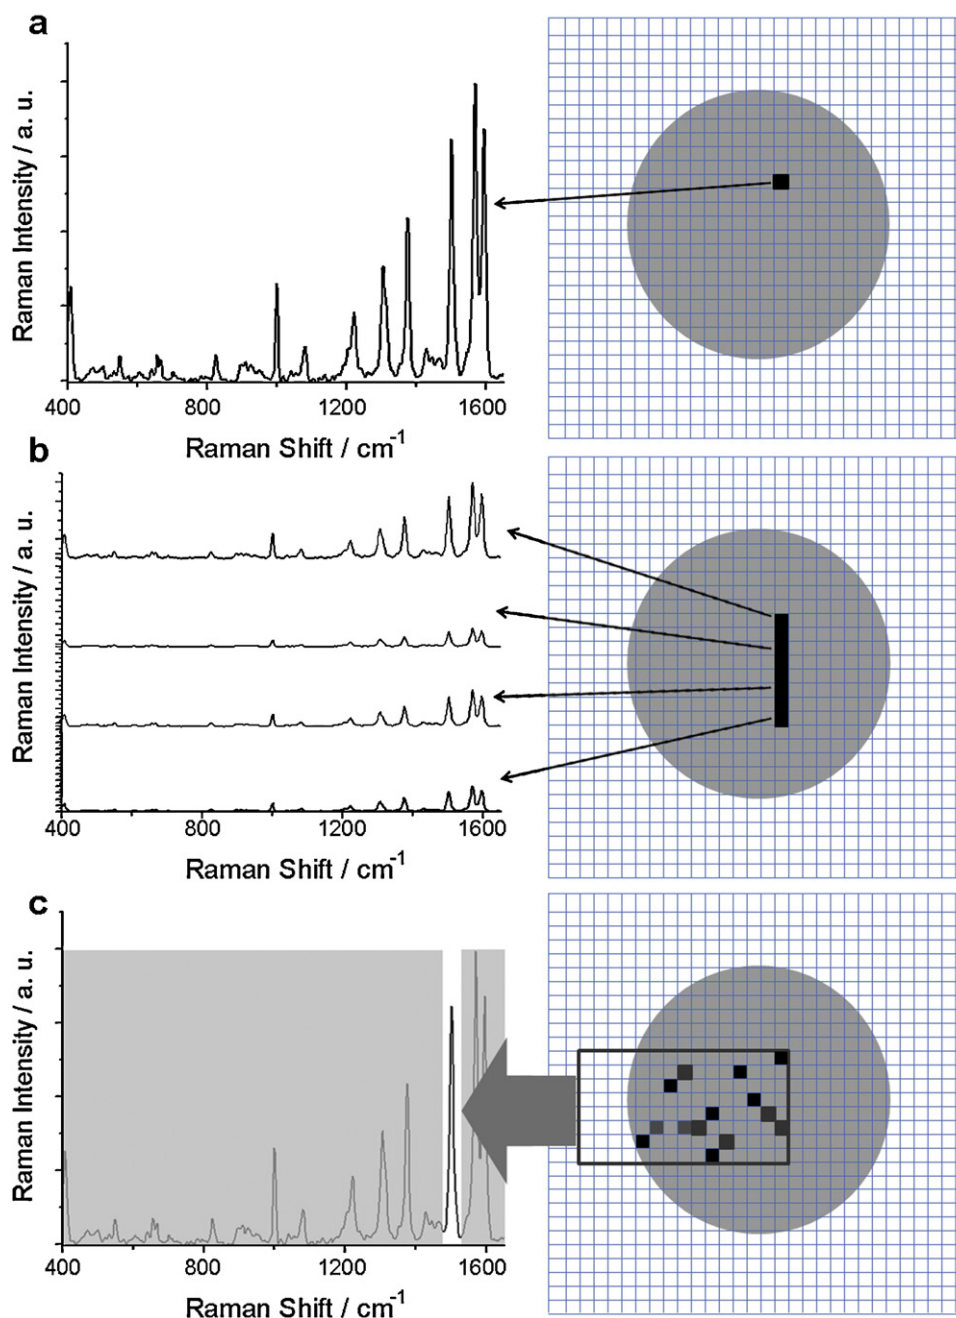 a
Raman Intensity / a. u.
400 800 1200 1600
Raman Shift / cm-1
b
Raman Intensity / a. u.
400 800 1200 1600
Raman Shift / cm-1
c
Raman Intensity / a. u.
400 800 1200 1600
Raman Shift / cm-1